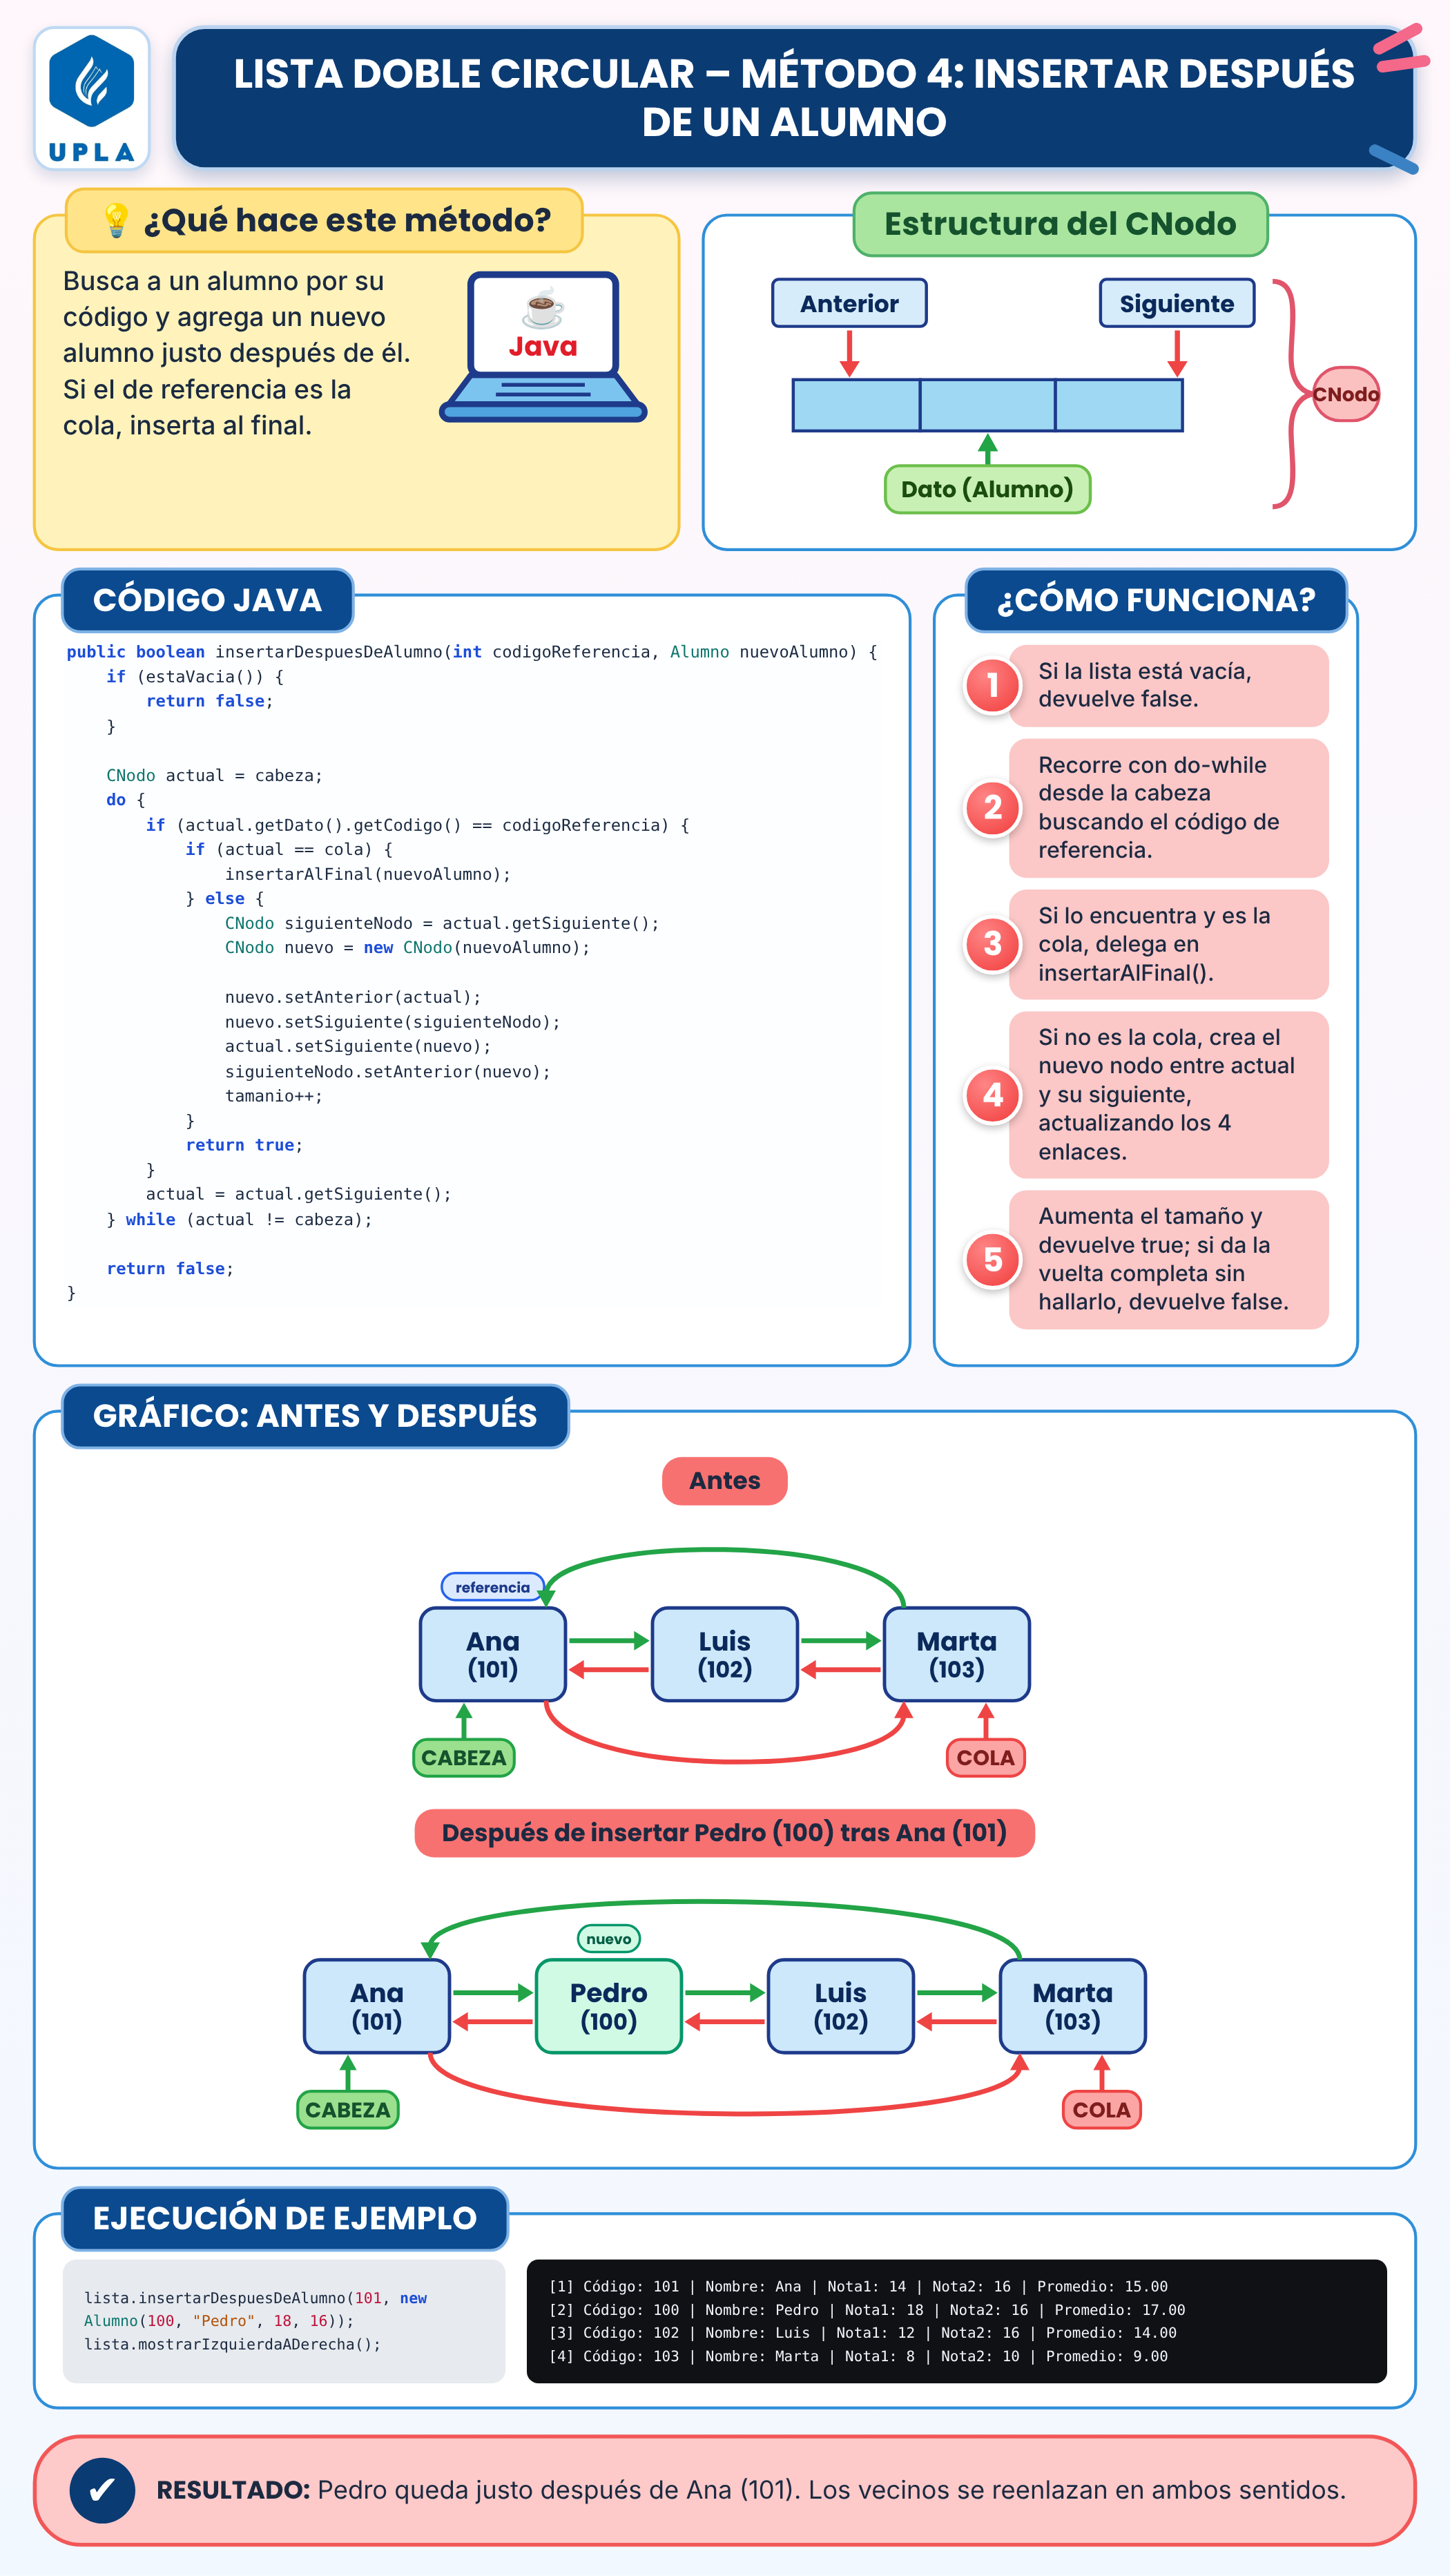 UPLA
LISTA DOBLE CIRCULAR – MÉTODO 4: INSERTAR DESPUÉS
DE UN ALUMNO
💡 ¿Qué hace este método?
Busca a un alumno por su
código y agrega un nuevo
alumno justo después de él.
Si el de referencia es la
cola, inserta al final.
Java
Estructura del CNodo
Anterior
Siguiente
CNodo
Dato (Alumno)
CÓDIGO JAVA
public boolean insertarDespuesDeAlumno(int codigoReferencia, Alumno nuevoAlumno) {
    if (estaVacia()) {
        return false;
    }
    CNodo actual = cabeza;
    do {
        if (actual.getDato().getCodigo() == codigoReferencia) {
            if (actual == cola) {
                insertarAlFinal(nuevoAlumno);
            } else {
                CNodo siguienteNodo = actual.getSiguiente();
                CNodo nuevo = new CNodo(nuevoAlumno);
                nuevo.setAnterior(actual);
                nuevo.setSiguiente(siguienteNodo);
                actual.setSiguiente(nuevo);
                siguienteNodo.setAnterior(nuevo);
                tamanio++;
            }
            return true;
        }
        actual = actual.getSiguiente();
    } while (actual != cabeza);
    return false;
}
¿CÓMO FUNCIONA?
1
Si la lista está vacía,
devuelve false.
2
Recorre con do-while
desde la cabeza
buscando el código de
referencia.
3
Si lo encuentra y es la
cola, delega en
insertarAlFinal().
4
Si no es la cola, crea el
nuevo nodo entre actual
y su siguiente,
actualizando los 4
enlaces.
5
Aumenta el tamaño y
devuelve true; si da la
vuelta completa sin
hallarlo, devuelve false.
GRÁFICO: ANTES Y DESPUÉS
Antes
referencia
Ana
(101)
Luis
(102)
Marta
(103)
CABEZA
COLA
Después de insertar Pedro (100) tras Ana (101)
nuevo
Ana
(101)
Pedro
(100)
Luis
(102)
Marta
(103)
CABEZA
COLA
EJECUCIÓN DE EJEMPLO
lista.insertarDespuesDeAlumno(101, new
Alumno(100, "Pedro", 18, 16));
lista.mostrarIzquierdaADerecha();
[1] Código: 101 | Nombre: Ana | Nota1: 14 | Nota2: 16 | Promedio: 15.00
[2] Código: 100 | Nombre: Pedro | Nota1: 18 | Nota2: 16 | Promedio: 17.00
[3] Código: 102 | Nombre: Luis | Nota1: 12 | Nota2: 16 | Promedio: 14.00
[4] Código: 103 | Nombre: Marta | Nota1: 8 | Nota2: 10 | Promedio: 9.00
✔ RESULTADO: Pedro queda justo después de Ana (101). Los vecinos se reenlazan en ambos sentidos.